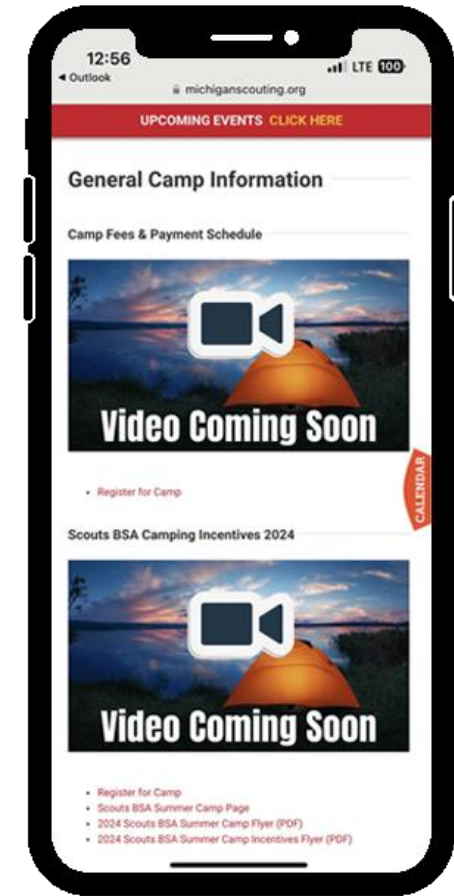 12:56
LTE 100
◄ Outlook
michiganscouting.org
UPCOMING EVENTS CLICK HERE
General Camp Information
Camp Fees & Payment Schedule
Video Coming Soon
• Register for Camp
CALENDAR
Scouts BSA Camping Incentives 2024
Video Coming Soon
• Register for Camp
• Scouts BSA Summer Camp Page
• 2024 Scouts BSA Summer Camp Flyer (PDF)
• 2024 Scouts BSA Summer Camp Incentives Flyer (PDF)